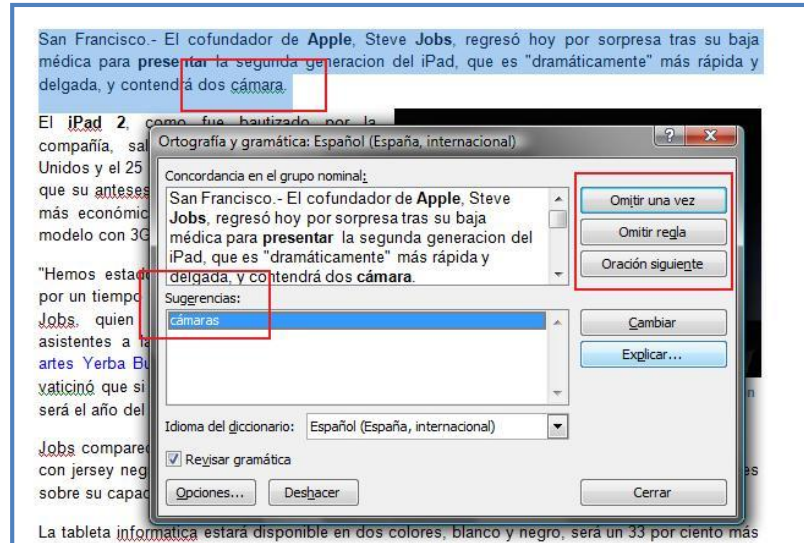 San Francisco.- El cofundador de Apple, Steve Jobs, regresó hoy por sorpresa tras su baja
médica para presentar la segunda generacion del iPad, que es "dramáticamente" más rápida y
delgada, y contendrá dos cámara.
El iPad 2, como fue bautizado por la
compañía, sal
Unidos y el 25
que su anteses
más económic
modelo con 3G
"Hemos estad
por un tiempo
Jobs, quien
asistentes a la
artes Yerba Bu
vaticinó que si
será el año del
Jobs compare
con jersey neg
sobre su capac
es
La tableta informatica estará disponible en dos colores, blanco y negro, será un 33 por ciento más
Ortografía y gramática: Español (España, internacional)
Concordancia en el grupo nominal:
San Francisco.- El cofundador de Apple, Steve
Jobs, regresó hoy por sorpresa tras su baja
médica para presentar la segunda generacion del
iPad, que es "dramáticamente" más rápida y
delgada, y contendrá dos cámara.
Omitir una vez
Omitir regla
Oración siguiente
Sugerencias:
cámaras
Cambiar
Explicar...
Idioma del diccionario: Español (España, internacional)
Revisar gramática
Opciones...
Deshacer
Cerrar